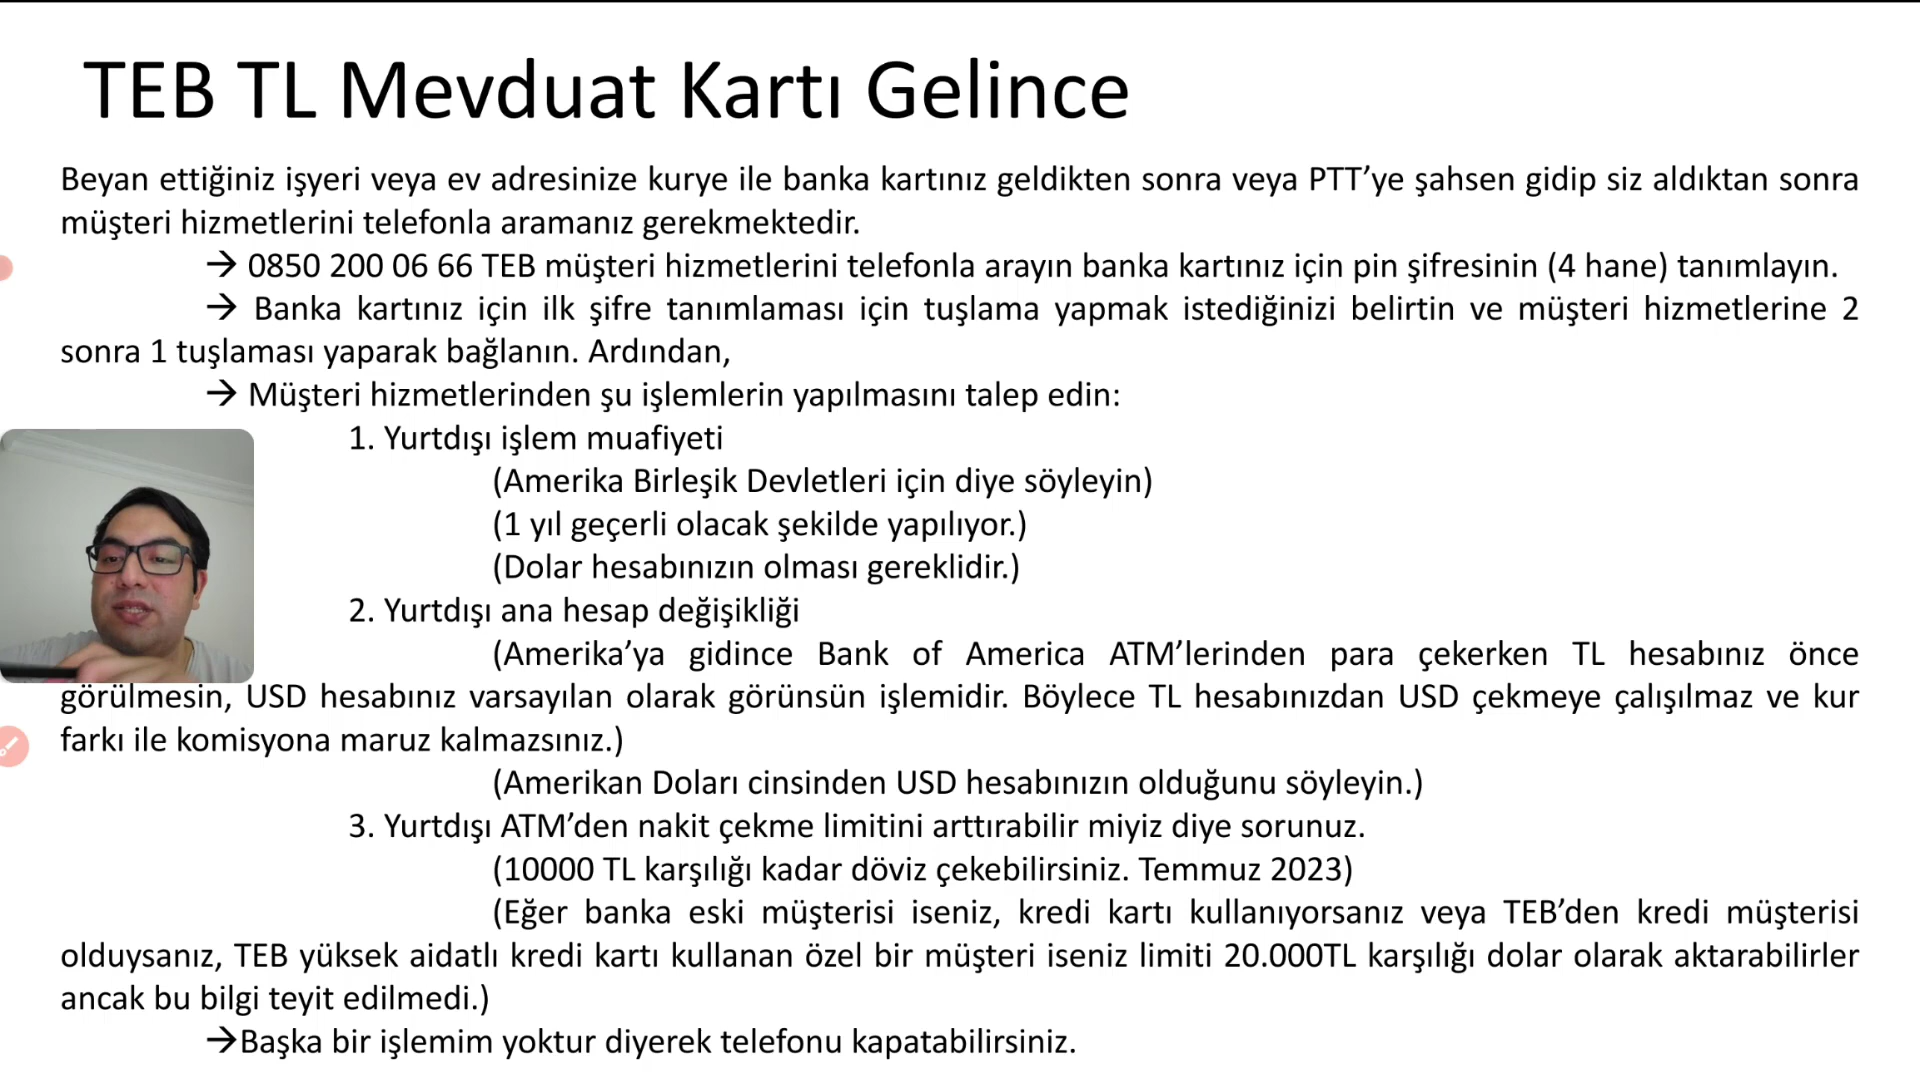 TEB TL Mevduat Kartı Gelince
Beyan ettiğiniz işyeri veya ev adresinize kurye ile banka kartınız geldikten sonra veya PTT’ye şahsen gidip siz aldıktan sonra
müşteri hizmetlerini telefonla aramanız gerekmektedir.
→ 0850 200 06 66 TEB müşteri hizmetlerini telefonla arayın banka kartınız için pin şifresinin (4 hane) tanımlayın.
→ Banka kartınız için ilk şifre tanımlaması için tuşlama yapmak istediğinizi belirtin ve müşteri hizmetlerine 2
sonra 1 tuşlaması yaparak bağlanın. Ardından,
→ Müşteri hizmetlerinden şu işlemlerin yapılmasını talep edin:
1. Yurtdışı işlem muafiyeti
(Amerika Birleşik Devletleri için diye söyleyin)
(1 yıl geçerli olacak şekilde yapılıyor.)
(Dolar hesabınızın olması gereklidir.)
2. Yurtdışı ana hesap değişikliği
(Amerika’ya gidince Bank of America ATM’lerinden para çekerken TL hesabınız önce
görülmesin, USD hesabınız varsayılan olarak görünsün işlemidir. Böylece TL hesabınızdan USD çekmeye çalışılmaz ve kur
farkı ile komisyona maruz kalmazsınız.)
(Amerikan Doları cinsinden USD hesabınızın olduğunu söyleyin.)
3. Yurtdışı ATM’den nakit çekme limitini arttırabilir miyiz diye sorunuz.
(10000 TL karşılığı kadar döviz çekebilirsiniz. Temmuz 2023)
(Eğer banka eski müşterisi iseniz, kredi kartı kullanıyorsanız veya TEB’den kredi müşterisi
olduysanız, TEB yüksek aidatlı kredi kartı kullanan özel bir müşteri iseniz limiti 20.000TL karşılığı dolar olarak aktarabilirler
ancak bu bilgi teyit edilmedi.)
→Başka bir işlemim yoktur diyerek telefonu kapatabilirsiniz.